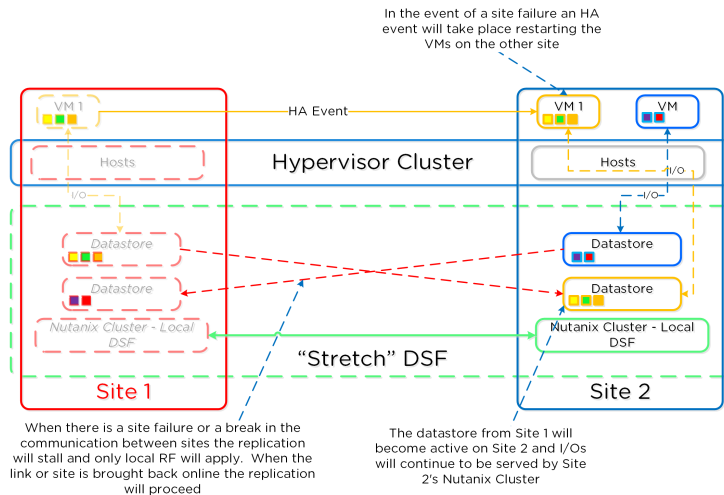 In the event of a site failure an HA
event will take place restarting the
VMs on the other site
VM 1
HA Event
VM 1
VM
Hosts
Hypervisor Cluster
Hosts
I/O
I/O
I/O
Datastore
Datastore
Datastore
Datastore
Nutanix Cluster - Local
DSF
Nutanix Cluster - Local
DSF
“Stretch” DSF
Site 1
Site 2
When there is a site failure or a break in the
communication between sites the replication
will stall and only local RF will apply.  When the
link or site is brought back online the replication
will proceed
The datastore from Site 1 will
become active on Site 2 and I/Os
will continue to be served by Site
2's Nutanix Cluster